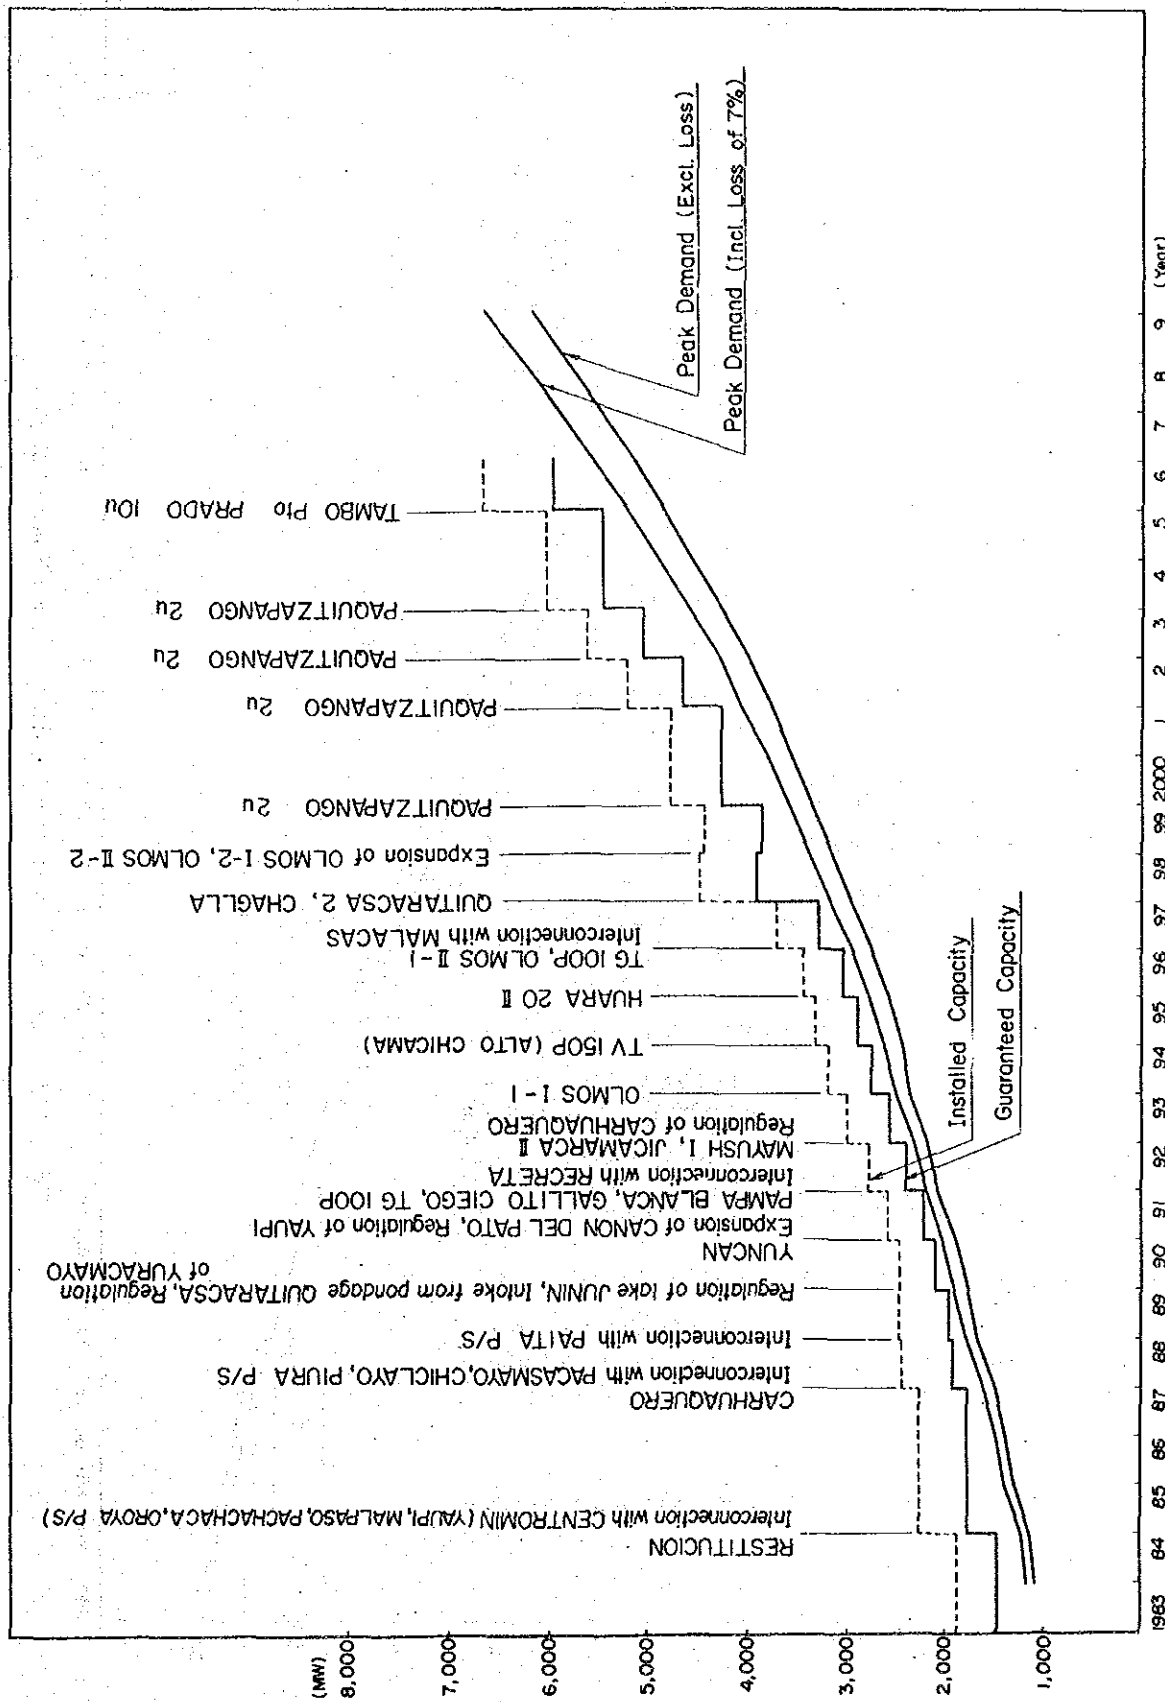 (MW)
8,000
7,000
6,000
5,000
4,000
3,000
2,000
1,000
RESTITUCION
Interconnection with CENTROMIN (YAUPI, MALPASO, PACHACHACA, OROYA P/S)
CARHUAQUERO
Interconnection with PACASMAYO, CHICLAYO, PIURA P/S
Interconnection with PAITA P/S
Regulation of lake JUNIN, Intake from pondage QUITARACSA, Regulation
of YURACMAYO
YUNCAN
Expansion of CANON DEL PATO, Regulation of YAUPI
PAMPA BLANCA, GALLITO CIEGO, TG 100P
Interconnection with RECRETA
MAYUSH I, JICAMARCA II
Regulation of CARHUAQUERO
OLMOS I-1
TV 150P (ALTO CHICAMA)
HUARA 20 II
TG 100P, OLMOS II-1
Interconnection with MALACAS
QUITARACSA 2, CHAGLLA
Expansion of OLMOS I-2, OLMOS II-2
PAQUITZAPANGO 2u
PAQUITZAPANGO 2u
PAQUITZAPANGO 2u
PAQUITZAPANGO 2u
TAMBO Pto PRADO 10u
Peak Demand (Excl. Loss)
Peak Demand (Incl. Loss of 7%)
Installed Capacity
Guaranteed Capacity
1983 84 85 86 87 88 89 90 91 92 93 94 95 96 97 98 99 2000 1 2 3 4 5 6 7 8 9 (Year)